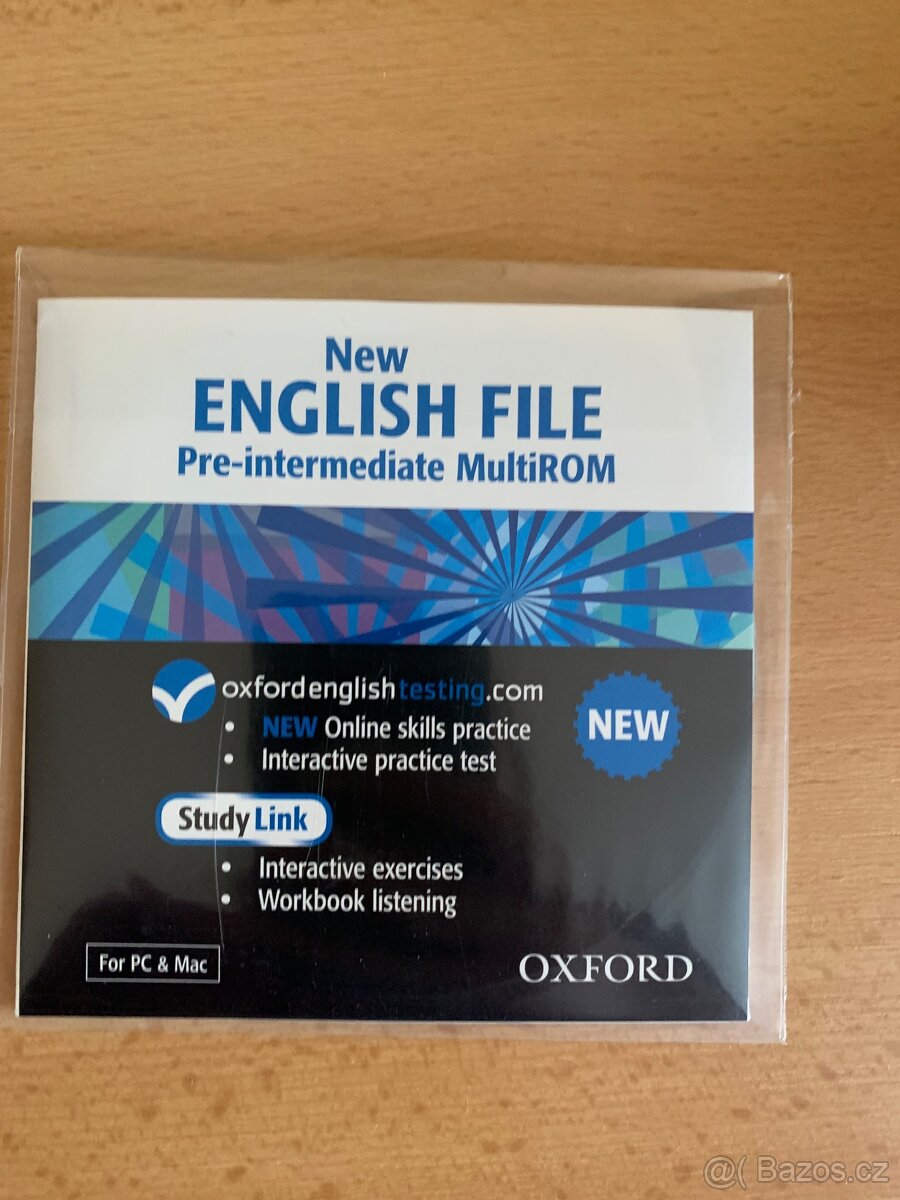 New
ENGLISH FILE
Pre-intermediate MultiROM
oxfordenglishtesting.com
• NEW Online skills practice
• Interactive practice test
NEW
Study Link
• Interactive exercises
• Workbook listening
For PC & Mac
OXFORD
@( Bazos.cz